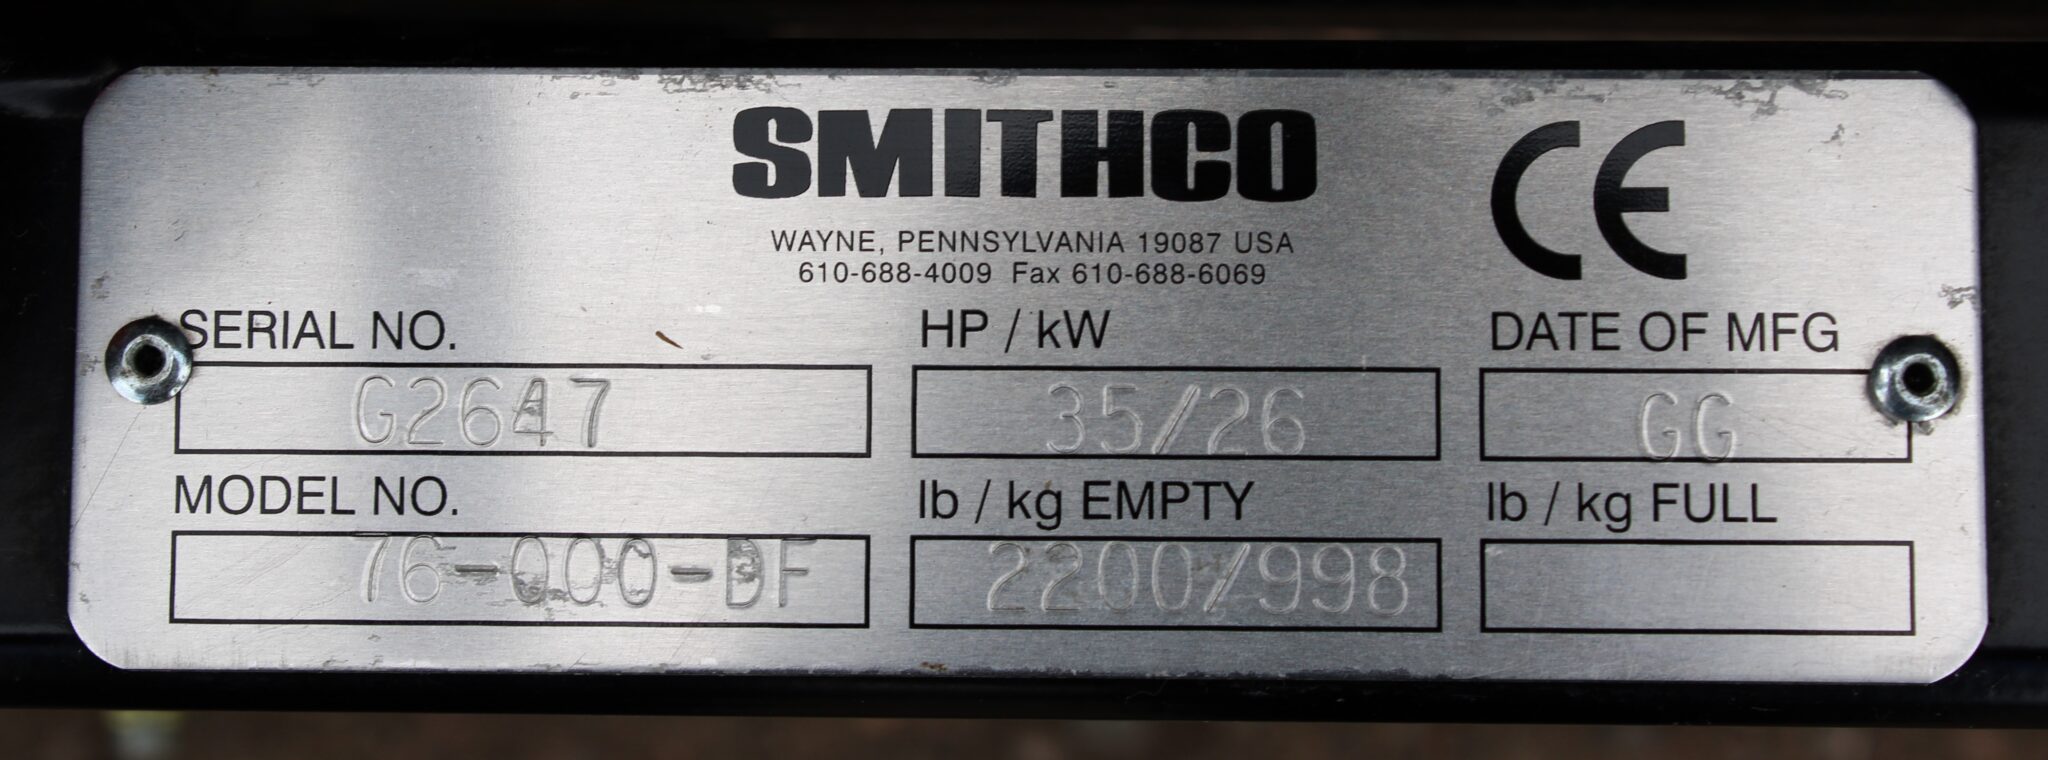 SMITHCO
CE
WAYNE, PENNSYLVANIA 19087 USA
610-688-4009 Fax 610-688-6069
SERIAL NO. HP / kW DATE OF MFG
G2647 35/26 GG
MODEL NO. lb / kg EMPTY lb / kg FULL
76-000-DF 2200/998